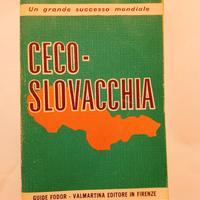 Un grande successo mondiale
CECO-
SLOVACCHIA
GUIDE FODOR - VALMARTINA EDITORE IN FIRENZE